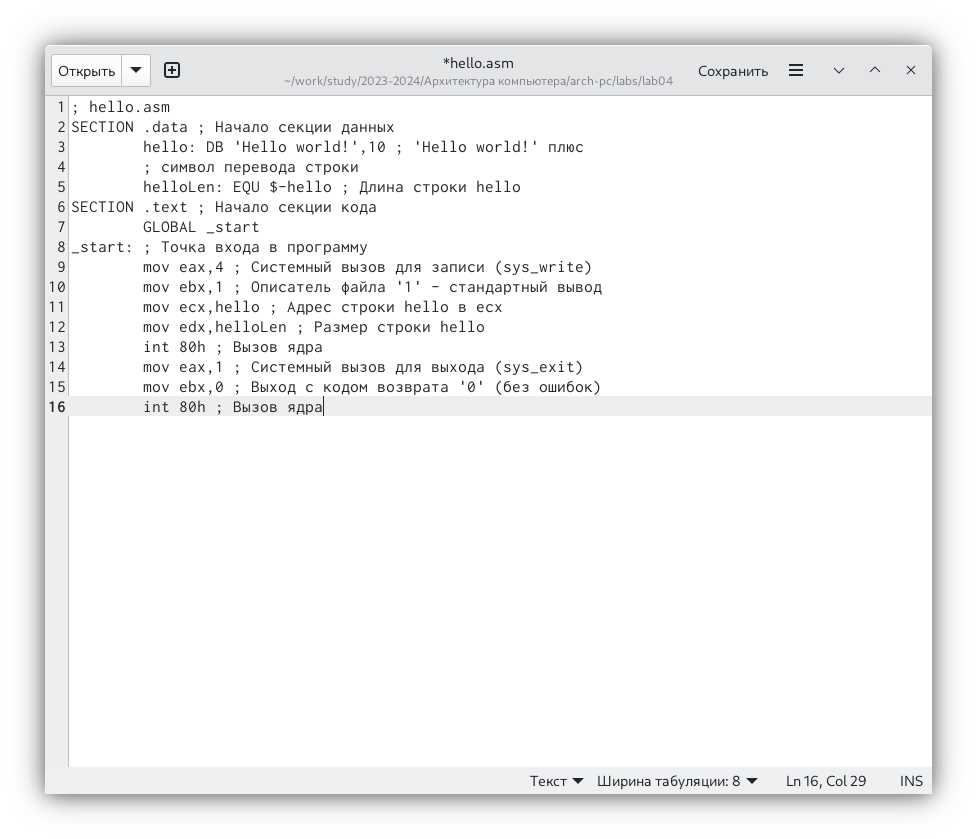 Открыть
*hello.asm
~/work/study/2023-2024/Архитектура компьютера/arch-pc/labs/lab04
Сохранить
1 ; hello.asm
2 SECTION .data ; Начало секции данных
3 hello: DB 'Hello world!',10 ; 'Hello world!' плюс
4 ; символ перевода строки
5 helloLen: EQU $-hello ; Длина строки hello
6 SECTION .text ; Начало секции кода
7 GLOBAL _start
8 _start: ; Точка входа в программу
9 mov eax,4 ; Системный вызов для записи (sys_write)
10 mov ebx,1 ; Описатель файла '1' - стандартный вывод
11 mov ecx,hello ; Адрес строки hello в ecx
12 mov edx,helloLen ; Размер строки hello
13 int 80h ; Вызов ядра
14 mov eax,1 ; Системный вызов для выхода (sys_exit)
15 mov ebx,0 ; Выход с кодом возврата '0' (без ошибок)
16 int 80h ; Вызов ядра
Текст Ширина табуляции: 8 Ln 16, Col 29 INS